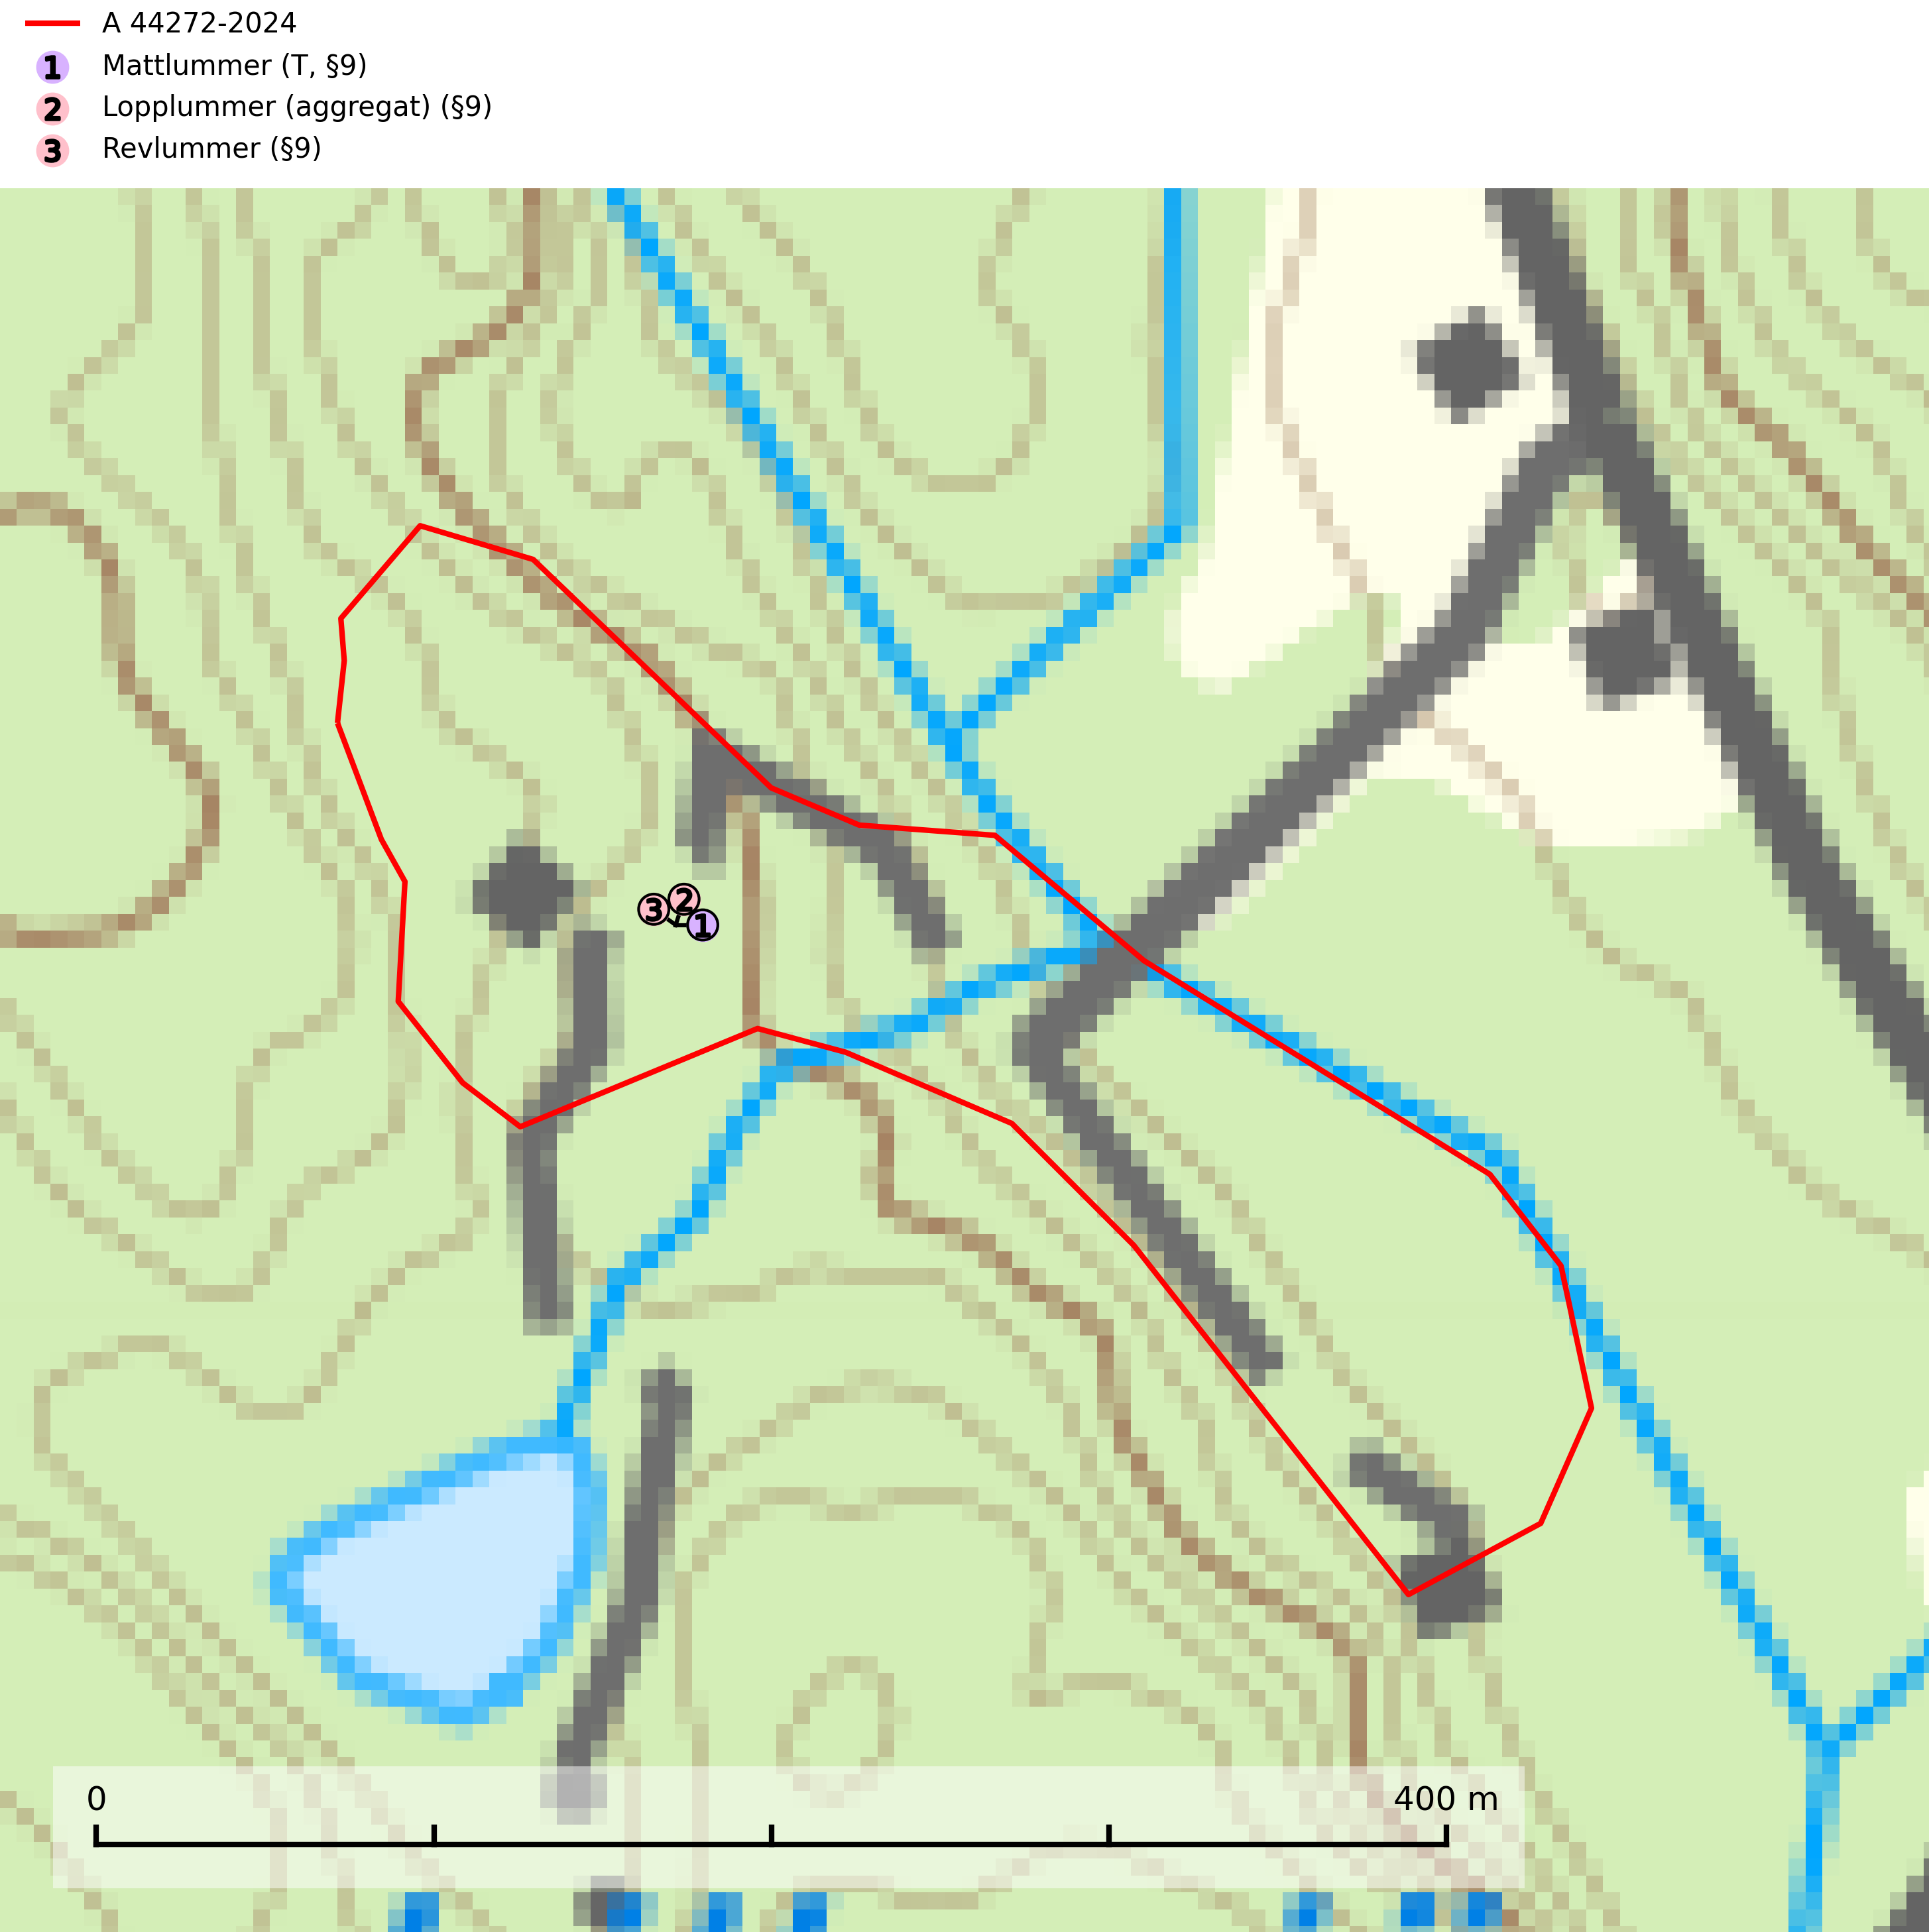 A 44272-2024
1 Mattlummer (T, §9)
2 Lopplummer (aggregat) (§9)
3 Revlummer (§9)
2
3
1
0 400 m